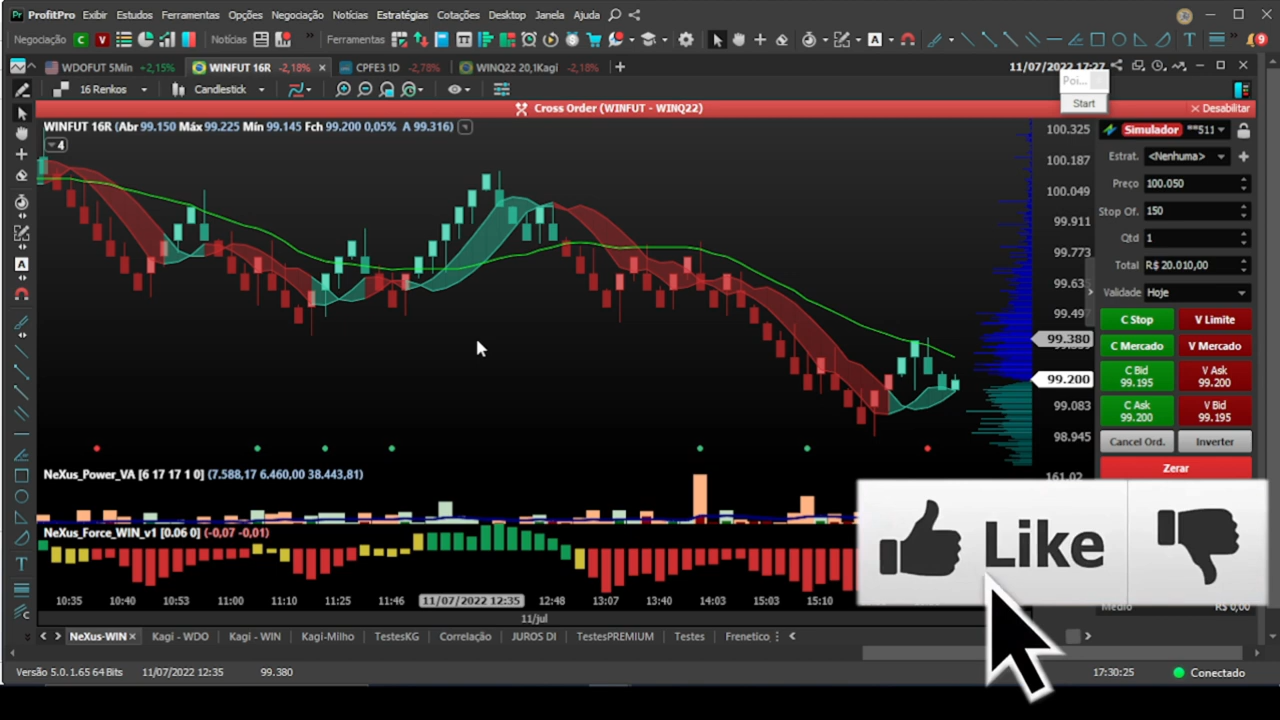 ProfitPro Exibir Estudos Ferramentas Opções Negociação Notícias Estratégias Cotações Desktop Janela Ajuda
Negociação C V Notícias Ferramentas A T 9
WDOFUT 5Min +2,15% WINFUT 16R -2,18% CPFE3 1D -2,78% WINQ22 20,1Kagi -2,18% 11/07/2022 17:27
16 Renkos Candlestick
Poi...
Start
Cross Order (WINFUT - WINQ22) Desabilitar
WINFUT 16R (Abr 99.150 Máx 99.225 Mín 99.145 Fch 99.200 0,05% A 99.316)
4
100.325
100.187
100.049
99.911
99.773
99.63
99.497
99.380
99.200
99.083
98.945
161.02
Simulador **511
Estrat. <Nenhuma>
Preço 100.050
Stop Of. 150
Qtd 1
Total R$ 20.010,00
Validade Hoje
C Stop V Limite
C Mercado V Mercado
C Bid 99.195 V Ask 99.200
C Ask 99.200 V Bid 99.195
Cancel Ord. Inverter
Zerar
NeXus_Power_VA [6 17 17 1 0] (7.588,17 6.460,00 38.443,81)
NeXus_Force_WIN_v1 [0.06 0] (-0,07 -0,01)
Like
10:35 10:40 10:53 11:00 11:25 11:46 11/07/2022 12:35 12:48 13:07 13:40 14:03 15:10
11/jul
Médio R$ 0,00
NeXus-WIN Kagi - WDO Kagi - WIN Kagi-Milho TestesKG Correlação JUROS DI TestesPREMIUM Testes Frenetico
Versão 5.0.1.65 64 Bits 11/07/2022 12:35 99.380 17:30:25 Conectado